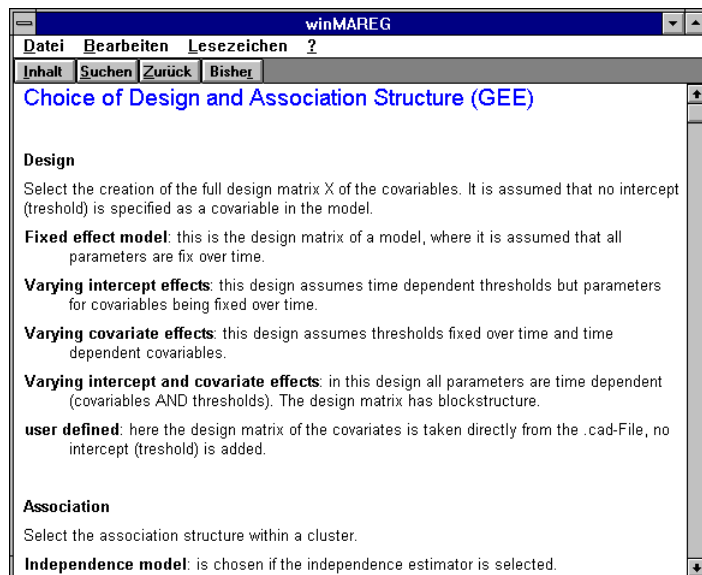 winMAREG
Datei Bearbeiten Lesezeichen ?
Inhalt Suchen Zurück Bisher
Choice of Design and Association Structure (GEE)
Design
Select the creation of the full design matrix X of the covariables. It is assumed that no intercept
(treshold) is specified as a covariable in the model.
Fixed effect model: this is the design matrix of a model, where it is assumed that all
parameters are fix over time.
Varying intercept effects: this design assumes time dependent thresholds but parameters
for covariables being fixed over time.
Varying covariate effects: this design assumes thresholds fixed over time and time
dependent covariables.
Varying intercept and covariate effects: in this design all parameters are time dependent
(covariables AND thresholds). The design matrix has blockstructure.
user defined: here the design matrix of the covariates is taken directly from the .cad-File, no
intercept (treshold) is added.
Association
Select the association structure within a cluster.
Independence model: is chosen if the independence estimator is selected.